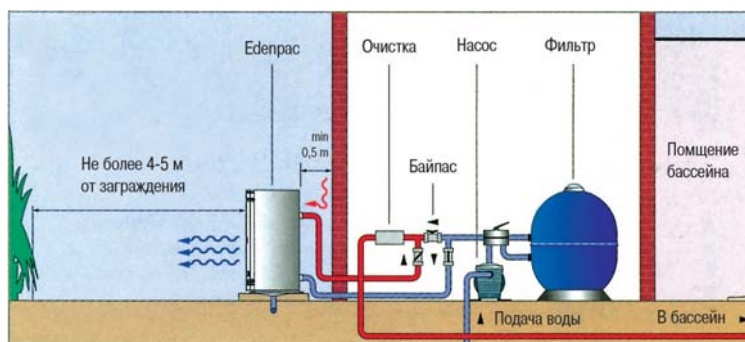 Edenpac
Очистка
Насос
Фильтр
min
0,5 m
Не более 4-5 м
от заграждения
Байпас
Помщение
бассейна
Подача воды
В бассейн